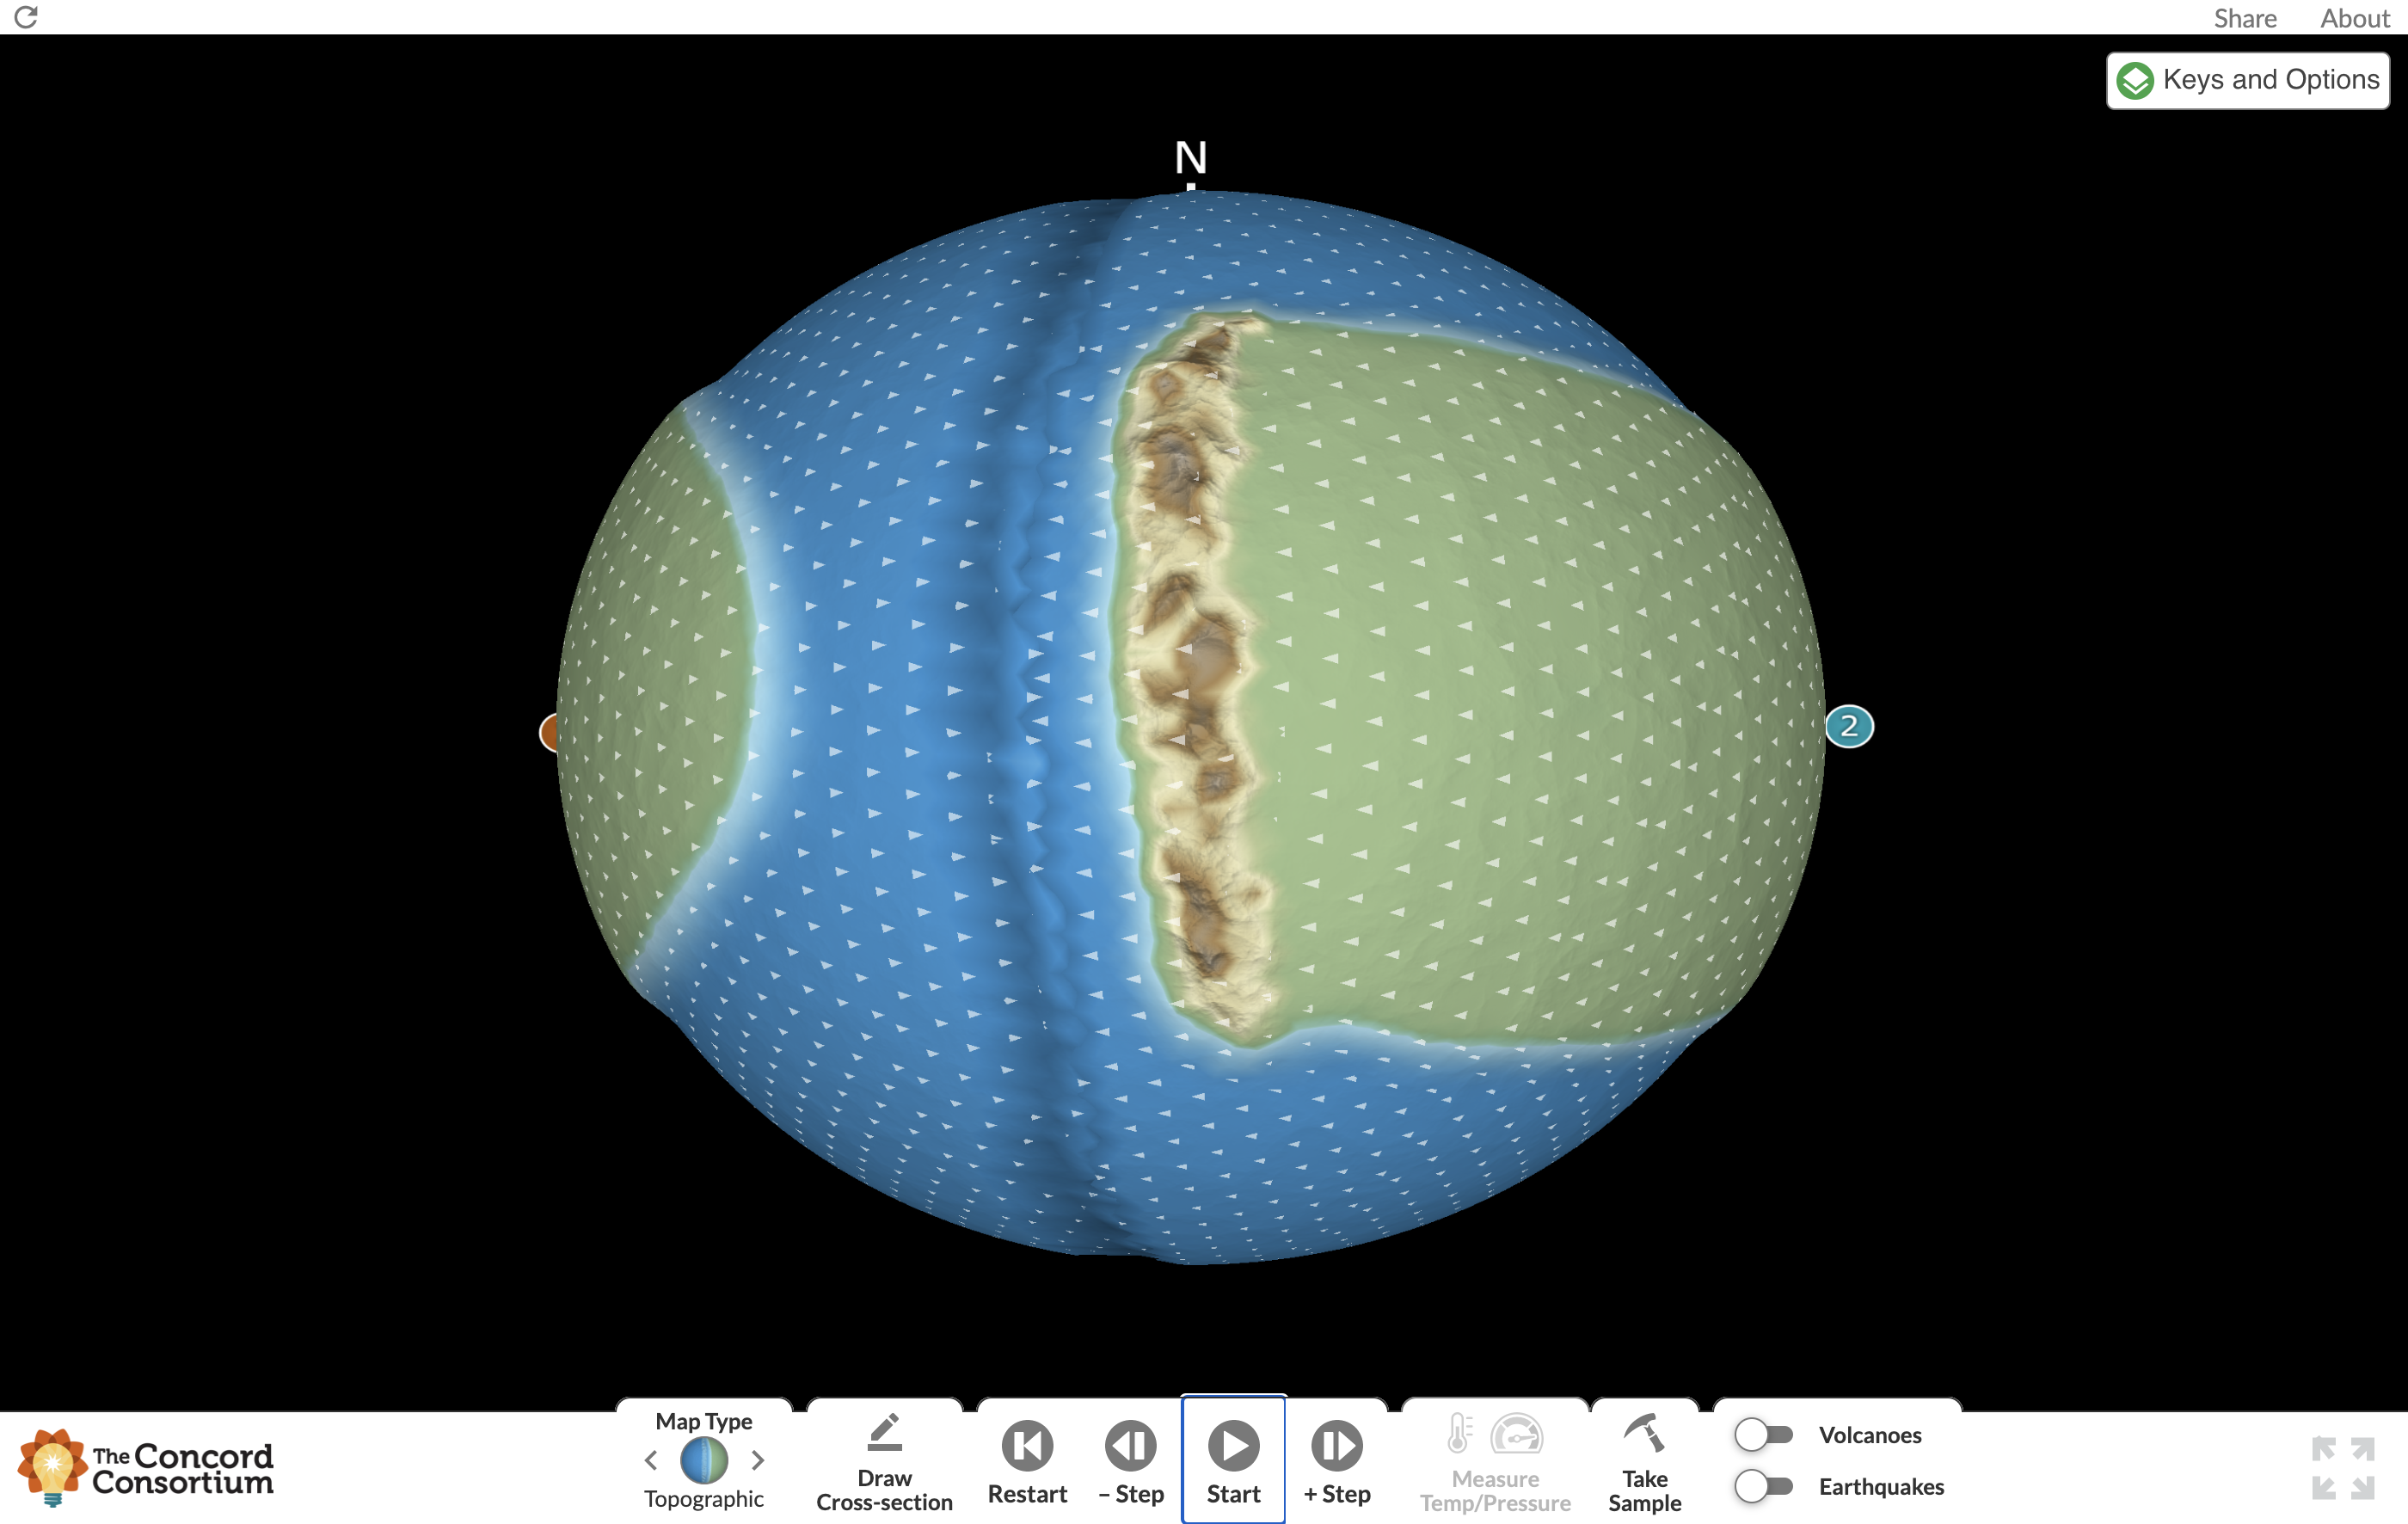 Share About
Keys and Options
N
2
Map Type
Topographic
Draw
Cross-section
Restart
– Step
Start
+ Step
Measure
Temp/Pressure
Take
Sample
Volcanoes
Earthquakes
The Concord
Consortium